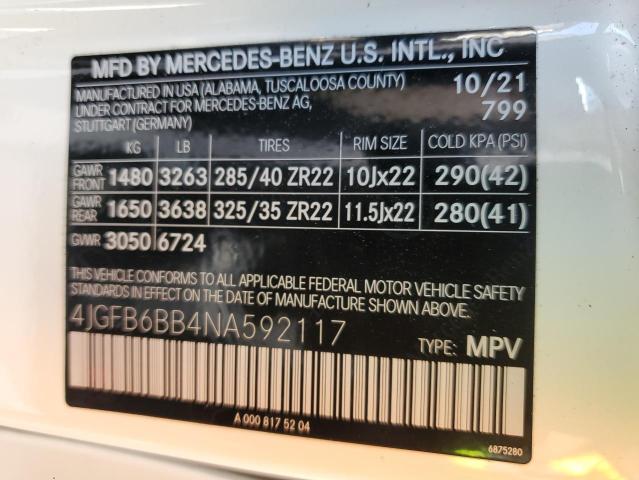 MFD BY MERCEDES-BENZ U.S. INTL., INC
MANUFACTURED IN USA (ALABAMA, TUSCALOOSA COUNTY) 10/21
UNDER CONTRACT FOR MERCEDES-BENZ AG, 799
STUTTGART (GERMANY)
KG LB TIRES RIM SIZE COLD KPA (PSI)
GAWR FRONT 1480 3263 285/40 ZR22 10Jx22 290(42)
GAWR REAR 1650 3638 325/35 ZR22 11.5Jx22 280(41)
GVWR 3050 6724
THIS VEHICLE CONFORMS TO ALL APPLICABLE FEDERAL MOTOR VEHICLE SAFETY
STANDARDS IN EFFECT ON THE DATE OF MANUFACTURE SHOWN ABOVE.
4JGFB6BB4NA592117 TYPE: MPV
A 000 817 52 04
6875280